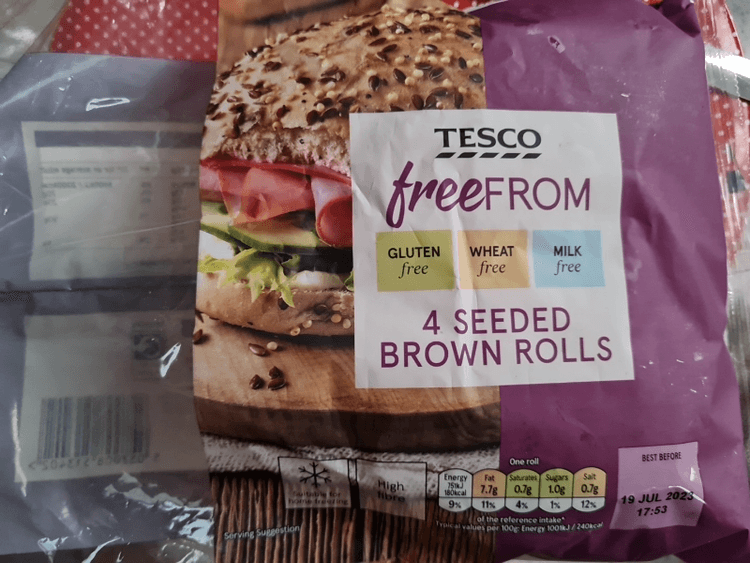 TESCO
freeFROM
GLUTEN free
WHEAT free
MILK free
4 SEEDED
BROWN ROLLS
BEST BEFORE
19 JUL 2023
17:53
Suitable for
home freezing
High
fibre
One roll
Energy Fat Saturates Sugars Salt
751kJ
180kcal 7.7g 0.7g 1.0g 0.7g
9% 11% 4% 1% 12%
of the reference intake*
Typical values per 100g: Energy 1001kJ / 240kcal
Serving Suggestion